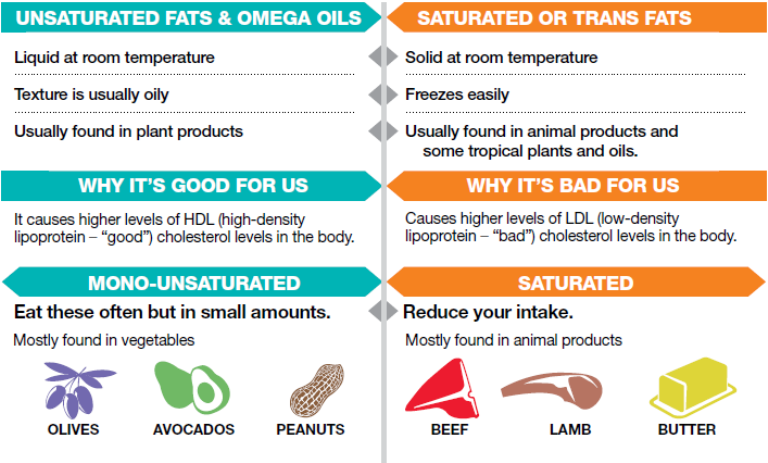 UNSATURATED FATS & OMEGA OILS
Liquid at room temperature
Texture is usually oily
Usually found in plant products
WHY IT'S GOOD FOR US
It causes higher levels of HDL (high-density
lipoprotein – “good”) cholesterol levels in the body.
MONO-UNSATURATED
Eat these often but in small amounts.
Mostly found in vegetables
OLIVES
AVOCADOS
PEANUTS
SATURATED OR TRANS FATS
Solid at room temperature
Freezes easily
Usually found in animal products and
some tropical plants and oils.
WHY IT'S BAD FOR US
Causes higher levels of LDL (low-density
lipoprotein – “bad”) cholesterol levels in the body.
SATURATED
Reduce your intake.
Mostly found in animal products
BEEF
LAMB
BUTTER